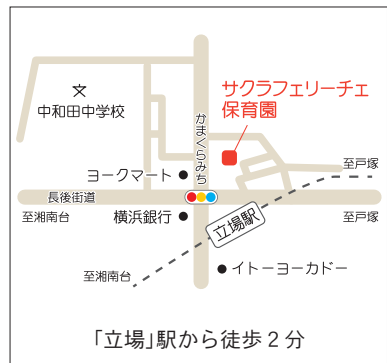 サクラフェリーチェ
保育園
文
中和田中学校
かまくらみち
至戸塚
ヨークマート
長後街道
至湘南台
横浜銀行
立場駅
至戸塚
至湘南台
イトーヨーカドー
「立場」駅から徒歩2分